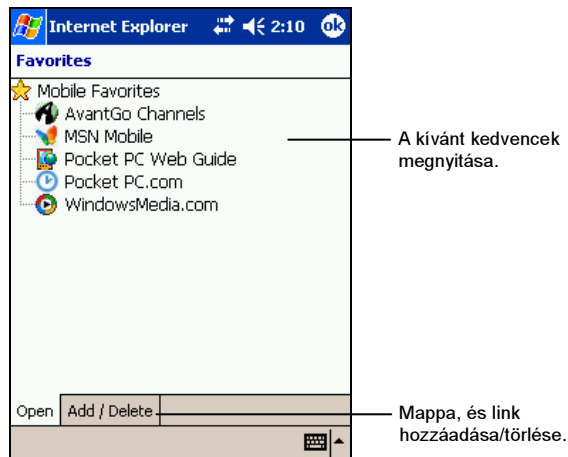 Internet Explorer 2:10 ok
Favorites
Mobile Favorites
AvantGo Channels
MSN Mobile
Pocket PC Web Guide
Pocket PC.com
WindowsMedia.com
A kívánt kedvencek
megnyitása.
Open Add / Delete
Mappa, és link
hozzáadása/törlése.